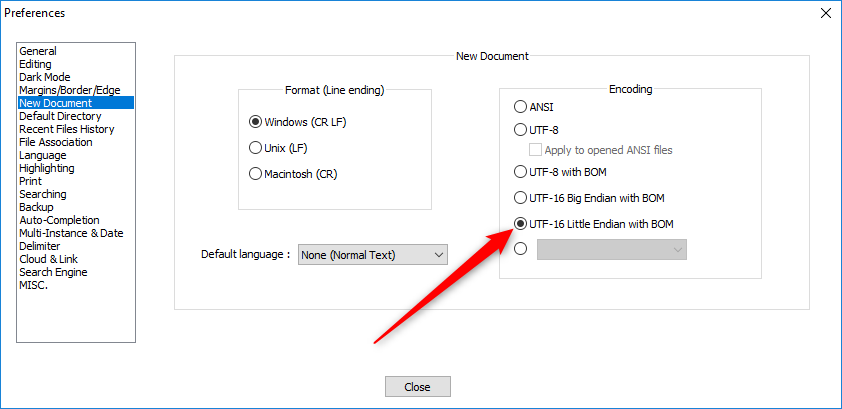 Preferences
General
Editing
Dark Mode
Margins/Border/Edge
New Document
Default Directory
Recent Files History
File Association
Language
Highlighting
Print
Searching
Backup
Auto-Completion
Multi-Instance & Date
Delimiter
Cloud & Link
Search Engine
MISC.
New Document
Format (Line ending)
Windows (CR LF)
Unix (LF)
Macintosh (CR)
Default language :
None (Normal Text)
Encoding
ANSI
UTF-8
Apply to opened ANSI files
UTF-8 with BOM
UTF-16 Big Endian with BOM
UTF-16 Little Endian with BOM
Close